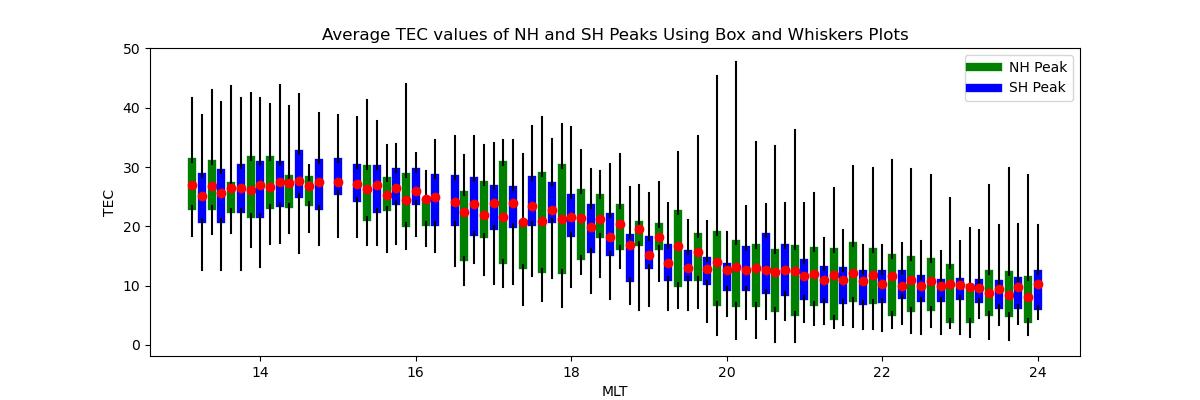 Average TEC values of NH and SH Peaks Using Box and Whiskers Plots
50
40
30
20
10
0
TEC
NH Peak
SH Peak
14 16 18 20 22 24
MLT